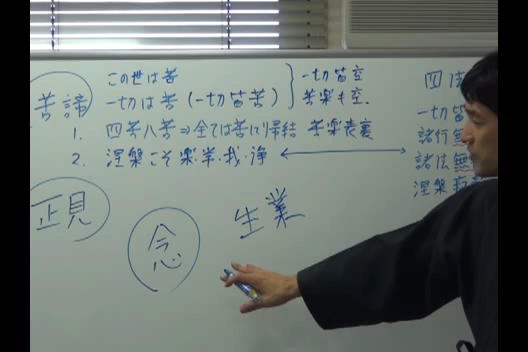 この世は苦
一切は苦(一切皆苦)
一切皆空
苦楽も空.
苦諦
1. 四苦八苦⇒全ては苦に帰結 苦楽表裏
2. 涅槃こそ楽・常・我・浄
四法
一切皆
諸行無
諸法無
涅槃寂
正見
念
生業